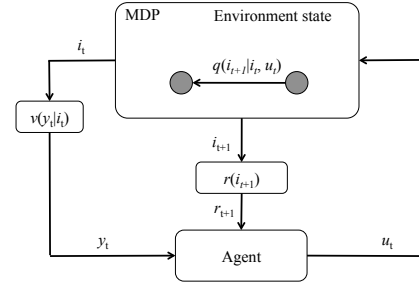 MDP Environment state
i_t
q(i_{t+1}|i_t, u_t)
v(y_t|i_t)
i_{t+1}
r(i_{t+1})
r_{t+1}
y_t
Agent
u_t